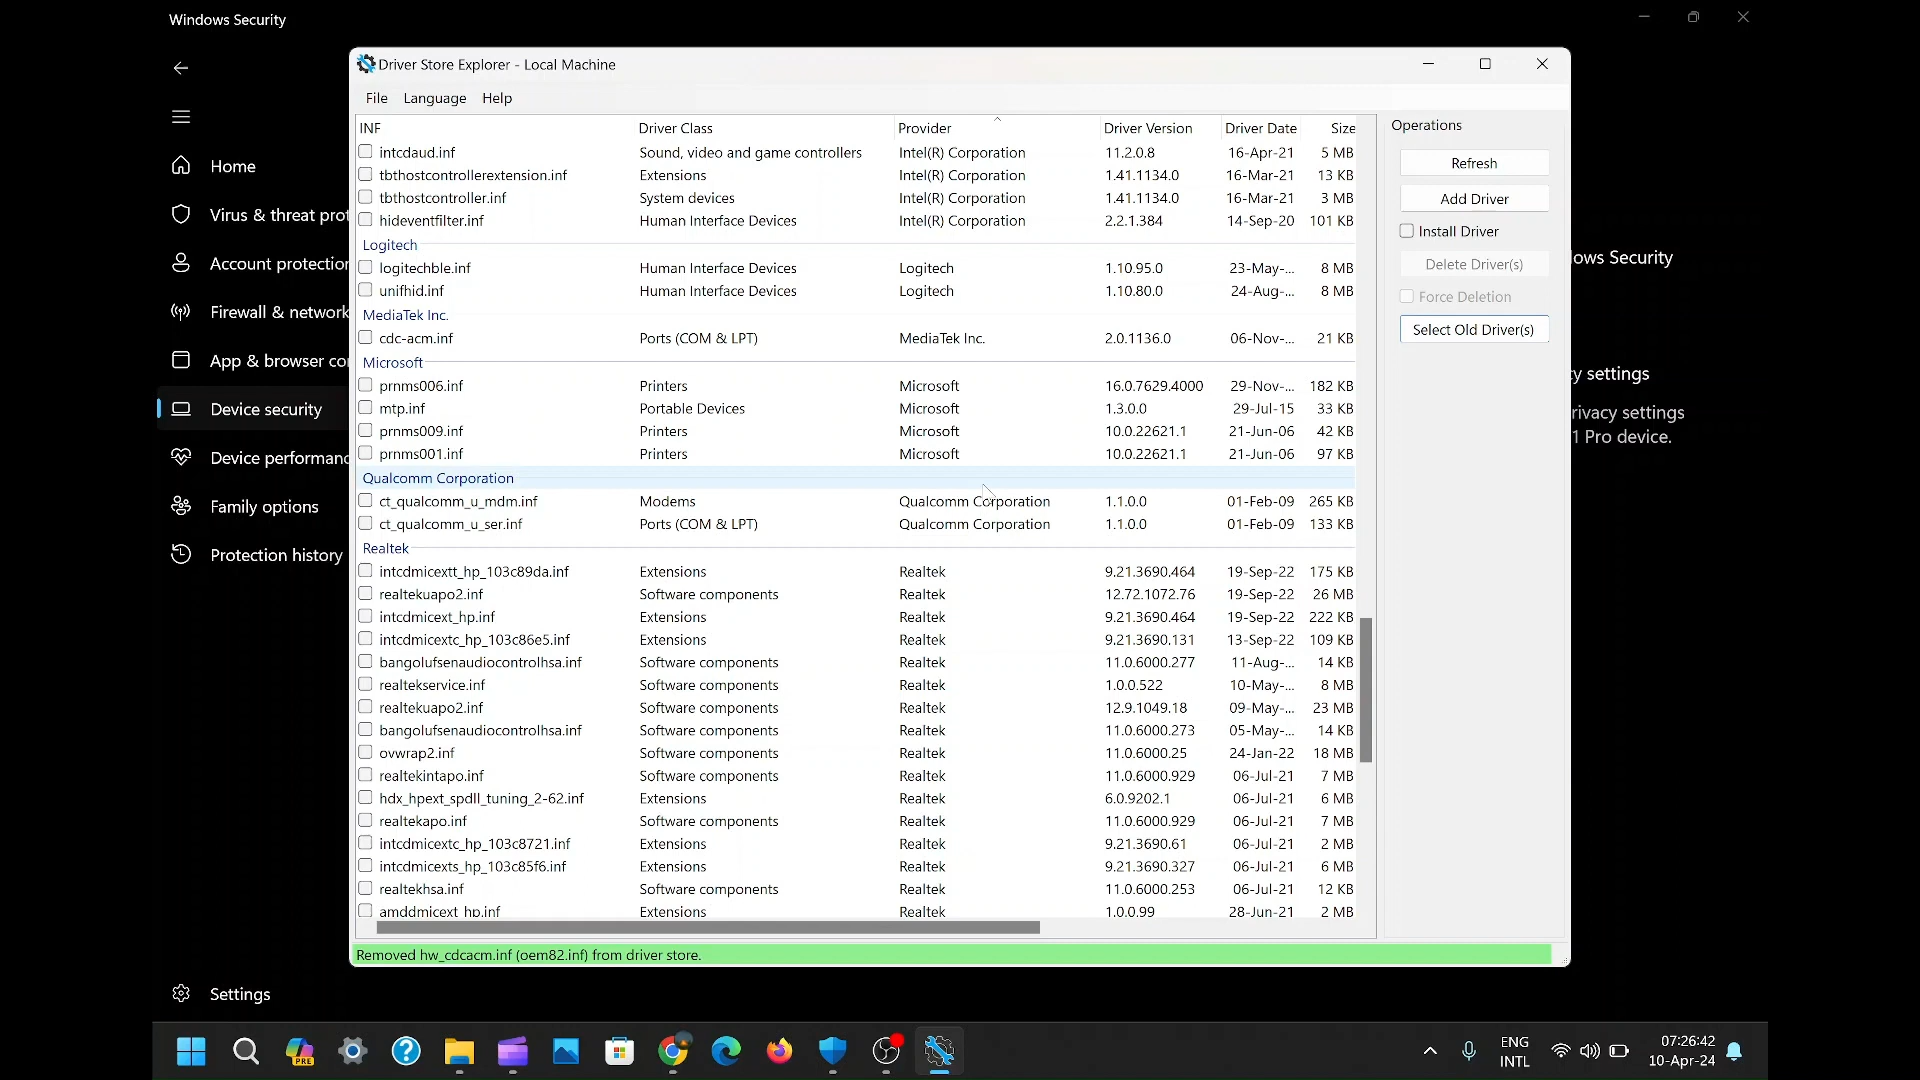 Windows Security
Driver Store Explorer - Local Machine
File Language Help
INF Driver Class Provider Driver Version Driver Date Size
intcdaud.inf Sound, video and game controllers Intel(R) Corporation 11.2.0.8 16-Apr-21 5 MB
tbthostcontrollerextension.inf Extensions Intel(R) Corporation 1.41.1134.0 16-Mar-21 13 KB
tbthostcontroller.inf System devices Intel(R) Corporation 1.41.1134.0 16-Mar-21 3 MB
hideventfilter.inf Human Interface Devices Intel(R) Corporation 2.2.1.384 14-Sep-20 101 KB
Logitech
logitechble.inf Human Interface Devices Logitech 1.10.95.0 23-May-... 8 MB
unifhid.inf Human Interface Devices Logitech 1.10.80.0 24-Aug-... 8 MB
MediaTek Inc.
cdc-acm.inf Ports (COM & LPT) MediaTek Inc. 2.0.1136.0 06-Nov-... 21 KB
Microsoft
prnms006.inf Printers Microsoft 16.0.7629.4000 29-Nov-... 182 KB
mtp.inf Portable Devices Microsoft 1.3.0.0 29-Jul-15 33 KB
prnms009.inf Printers Microsoft 10.0.22621.1 21-Jun-06 42 KB
prnms001.inf Printers Microsoft 10.0.22621.1 21-Jun-06 97 KB
Qualcomm Corporation
ct_qualcomm_u_mdm.inf Modems Qualcomm Corporation 1.1.0.0 01-Feb-09 265 KB
ct_qualcomm_u_ser.inf Ports (COM & LPT) Qualcomm Corporation 1.1.0.0 01-Feb-09 133 KB
Realtek
intcdmicextt_hp_103c89da.inf Extensions Realtek 9.21.3690.464 19-Sep-22 175 KB
realtekuapo2.inf Software components Realtek 12.72.1072.76 19-Sep-22 26 MB
intcdmicext_hp.inf Extensions Realtek 9.21.3690.464 19-Sep-22 222 KB
intcdmicextc_hp_103c86e5.inf Extensions Realtek 9.21.3690.131 13-Sep-22 109 KB
bangolufsenaudiocontrolhsa.inf Software components Realtek 11.0.6000.277 11-Aug-... 14 KB
realtekservice.inf Software components Realtek 1.0.0.522 10-May-... 8 MB
realtekuapo2.inf Software components Realtek 12.9.1049.18 09-May-... 23 MB
bangolufsenaudiocontrolhsa.inf Software components Realtek 11.0.6000.273 05-May-... 14 KB
ovwrap2.inf Software components Realtek 11.0.6000.25 24-Jan-22 18 MB
realtekintapo.inf Software components Realtek 11.0.6000.929 06-Jul-21 7 MB
hdx_hpext_spdll_tuning_2-62.inf Extensions Realtek 6.0.9202.1 06-Jul-21 6 MB
realtekapo.inf Software components Realtek 11.0.6000.929 06-Jul-21 7 MB
intcdmicextc_hp_103c8721.inf Extensions Realtek 9.21.3690.61 06-Jul-21 2 MB
intcdmicexts_hp_103c85f6.inf Extensions Realtek 9.21.3690.327 06-Jul-21 6 MB
realtekhsa.inf Software components Realtek 11.0.6000.253 06-Jul-21 12 KB
amddmicext_hp.inf Extensions Realtek 1.0.0.99 28-Jun-21 2 MB
Removed hw_cdcacm.inf (oem82.inf) from driver store.
Operations
Refresh
Add Driver
Install Driver
Delete Driver(s)
Force Deletion
Select Old Driver(s)
Home
Virus & threat prot
Account protection
Firewall & network
App & browser co
Device security
Device performanc
Family options
Protection history
Settings
ows Security
y settings
rivacy settings
1 Pro device.
PRE
ENG
INTL
07:26:42
10-Apr-24